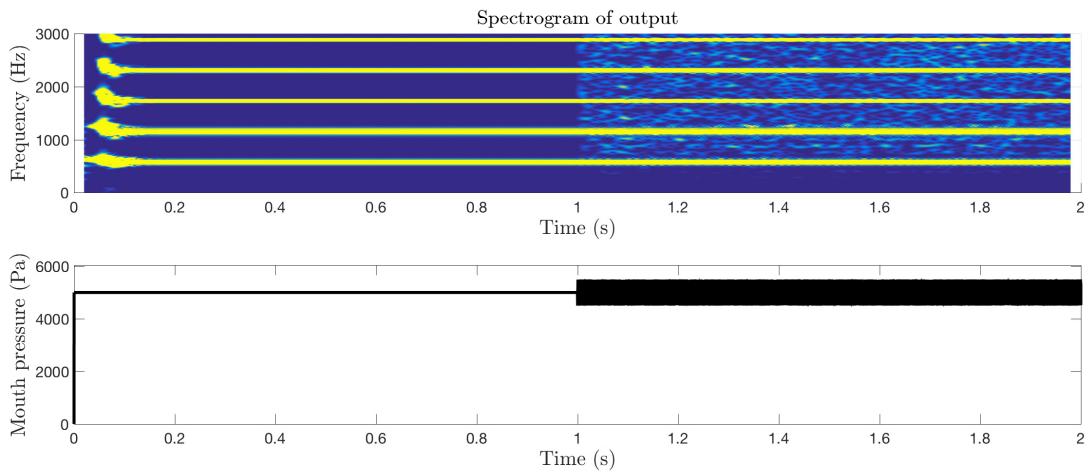 Spectrogram of output
Frequency (Hz)
3000
2000
1000
0
0 0.2 0.4 0.6 0.8 1 1.2 1.4 1.6 1.8 2
Time (s)
Mouth pressure (Pa)
6000
4000
2000
0
0 0.2 0.4 0.6 0.8 1 1.2 1.4 1.6 1.8 2
Time (s)